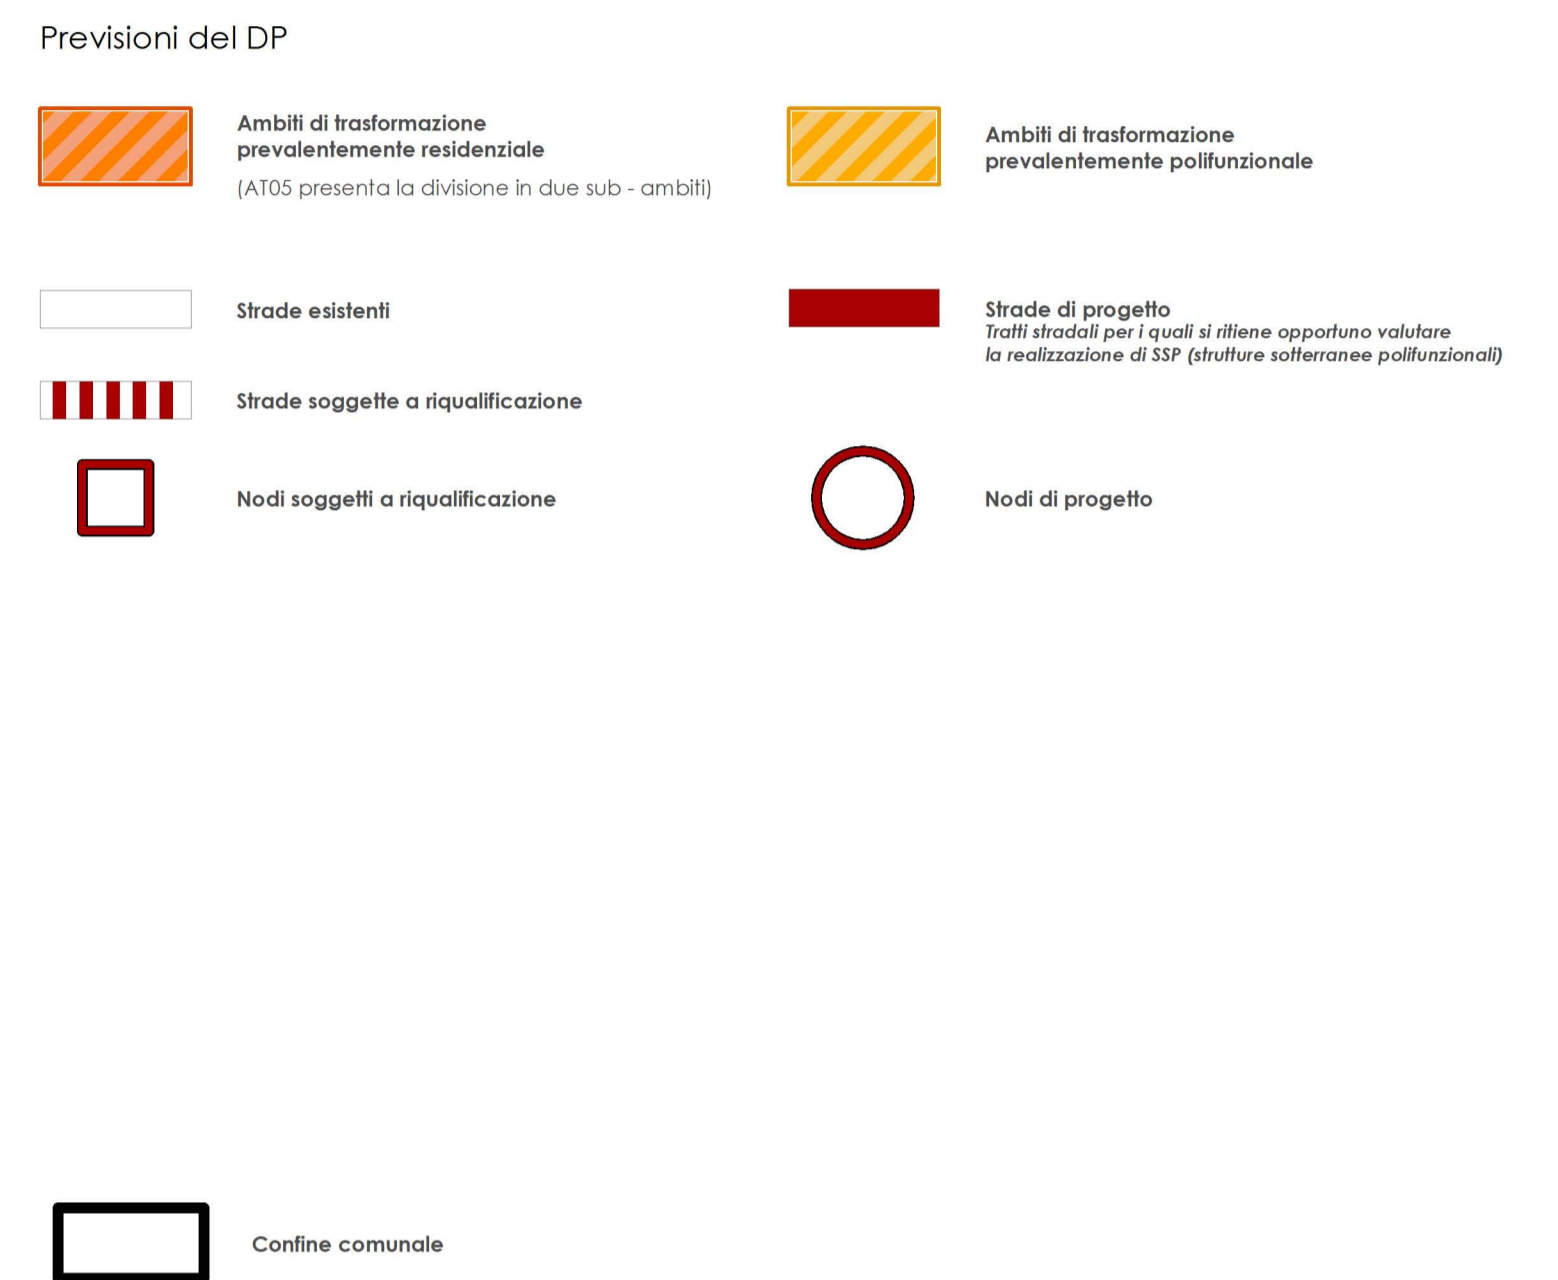 Previsioni del DP
Ambiti di trasformazione
prevalentemente residenziale
(AT05 presenta la divisione in due sub - ambiti)
Ambiti di trasformazione
prevalentemente polifunzionale
Strade esistenti
Strade di progetto
Tratti stradali per i quali si ritiene opportuno valutare
la realizzazione di SSP (strutture sotterranee polifunzionali)
Strade soggette a riqualificazione
Nodi soggetti a riqualificazione
Nodi di progetto
Confine comunale